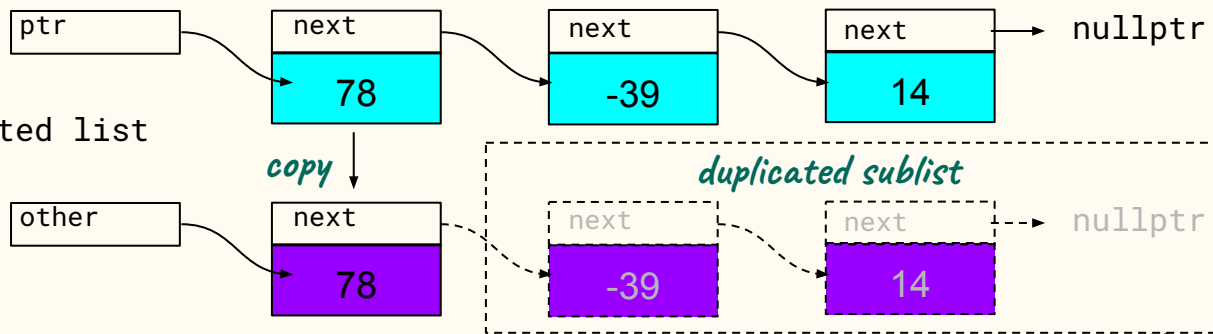 ptr
next
next
next
nullptr
78
-39
14
list
copy
duplicated sublist
other
next
next
next
nullptr
78
-39
14